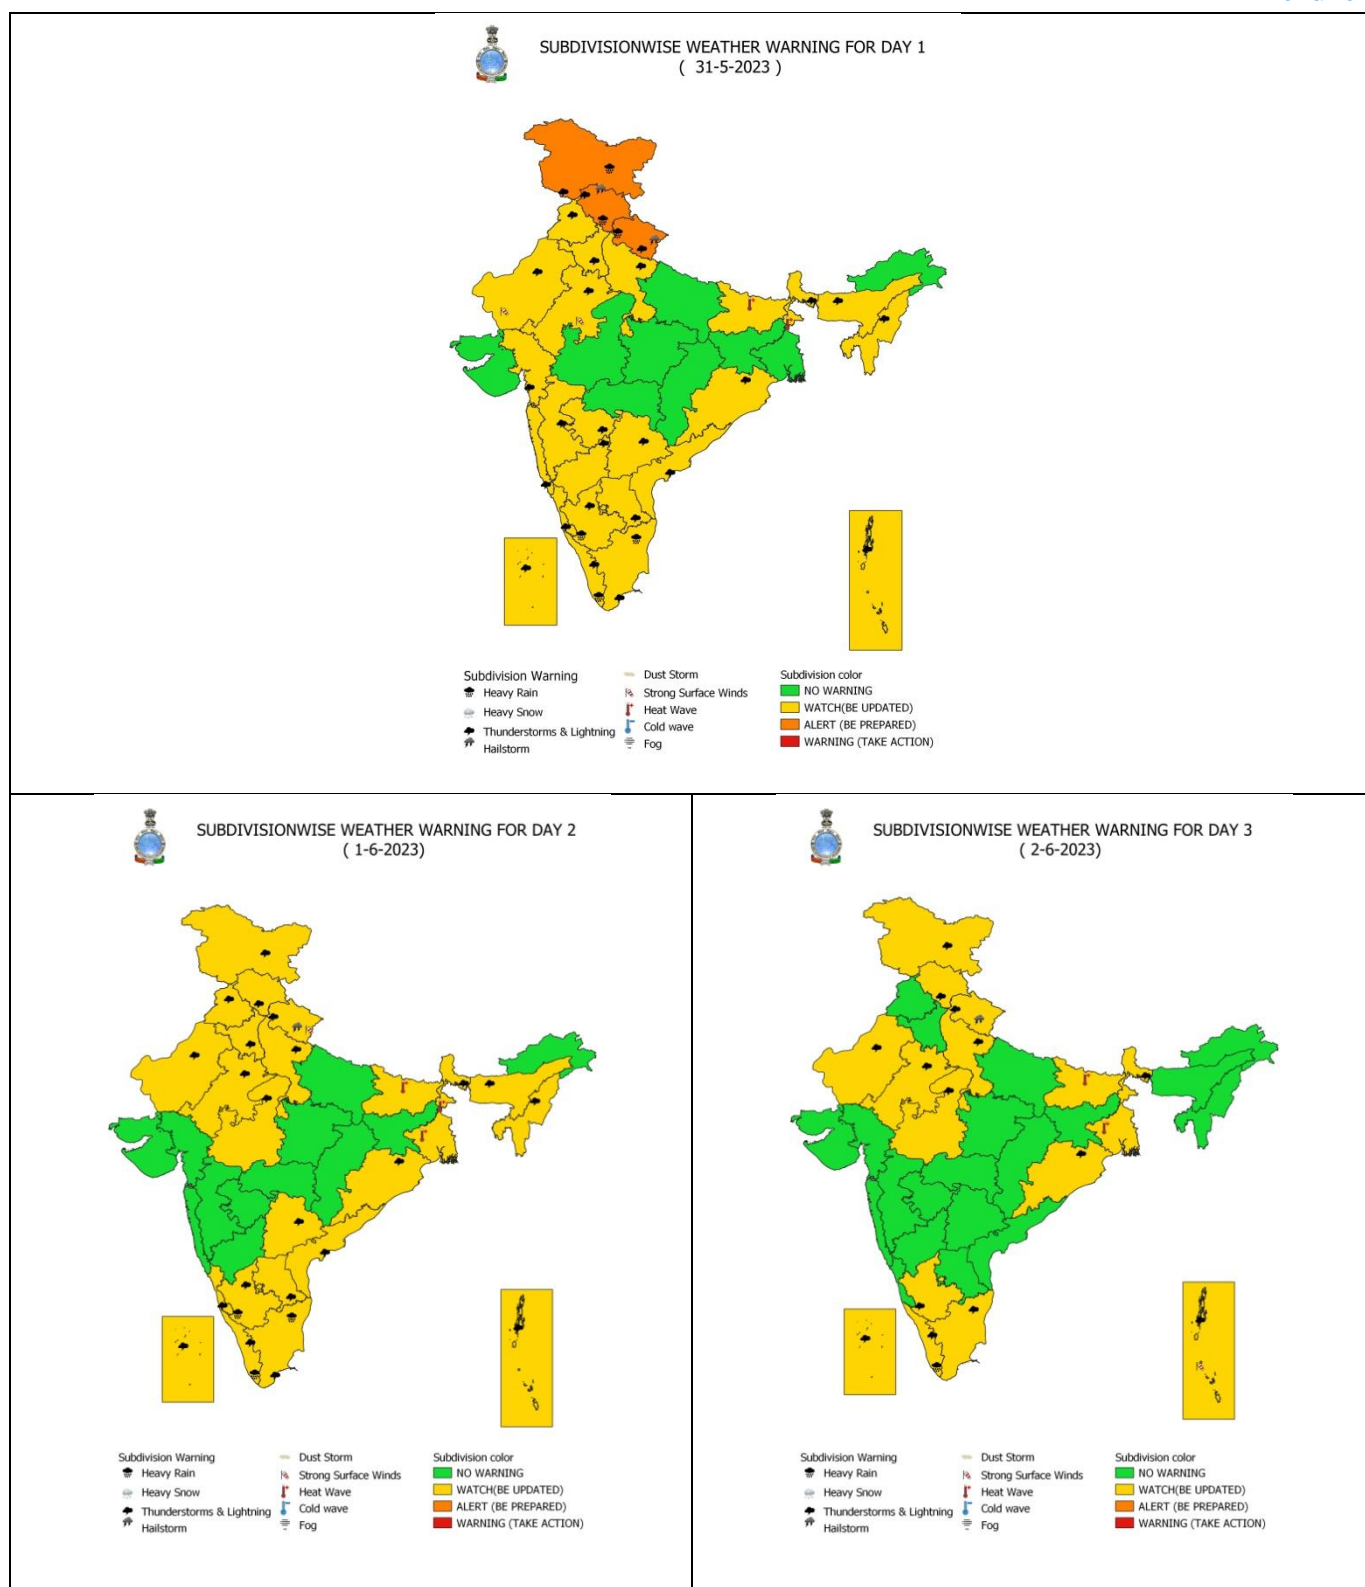 SUBDIVISIONWISE WEATHER WARNING FOR DAY 1
( 31-5-2023 )
Subdivision Warning
Heavy Rain
Heavy Snow
Thunderstorms & Lightning
Hailstorm
Dust Storm
Strong Surface Winds
Heat Wave
Cold wave
Fog
Subdivision color
NO WARNING
WATCH(BE UPDATED)
ALERT (BE PREPARED)
WARNING (TAKE ACTION)
SUBDIVISIONWISE WEATHER WARNING FOR DAY 2
( 1-6-2023)
Subdivision Warning
Heavy Rain
Heavy Snow
Thunderstorms & Lightning
Hailstorm
Dust Storm
Strong Surface Winds
Heat Wave
Cold wave
Fog
Subdivision color
NO WARNING
WATCH(BE UPDATED)
ALERT (BE PREPARED)
WARNING (TAKE ACTION)
SUBDIVISIONWISE WEATHER WARNING FOR DAY 3
( 2-6-2023)
Subdivision Warning
Heavy Rain
Heavy Snow
Thunderstorms & Lightning
Hailstorm
Dust Storm
Strong Surface Winds
Heat Wave
Cold wave
Fog
Subdivision color
NO WARNING
WATCH(BE UPDATED)
ALERT (BE PREPARED)
WARNING (TAKE ACTION)